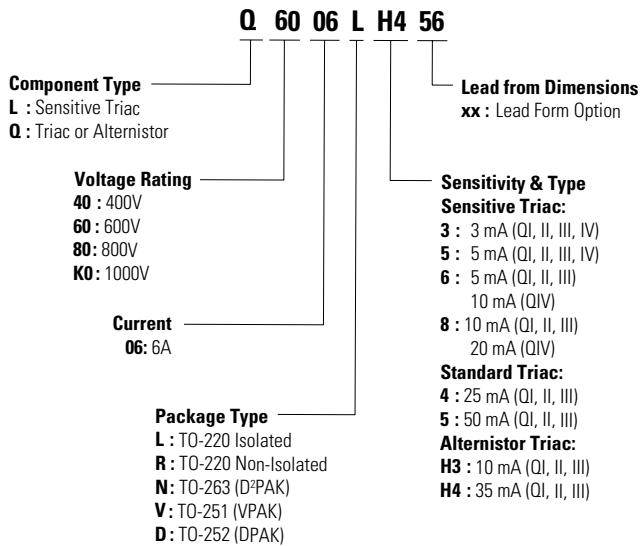 Q 60 06 L H4 56
Component Type
L : Sensitive Triac
Q : Triac or Alternistor
Voltage Rating
40 : 400V
60 : 600V
80: 800V
K0: 1000V
Current
06: 6A
Package Type
L : TO-220 Isolated
R : TO-220 Non-Isolated
N: TO-263 (D²PAK)
V : TO-251 (VPAK)
D : TO-252 (DPAK)
Lead from Dimensions
xx : Lead Form Option
Sensitivity & Type
Sensitive Triac:
3 : 3 mA (QI, II, III, IV)
5 : 5 mA (QI, II, III, IV)
6 : 5 mA (QI, II, III)
10 mA (QIV)
8 : 10 mA (QI, II, III)
20 mA (QIV)
Standard Triac:
4 : 25 mA (QI, II, III)
5 : 50 mA (QI, II, III)
Alternistor Triac:
H3 : 10 mA (QI, II, III)
H4 : 35 mA (QI, II, III)